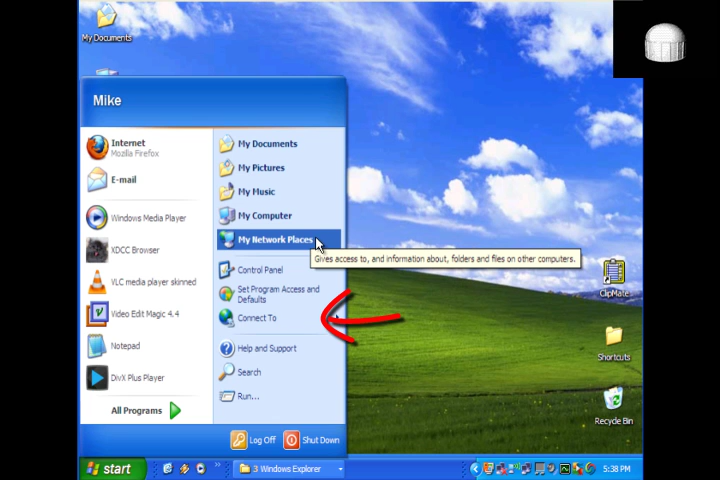 My Documents
Mike
Internet
Mozilla Firefox
E-mail
Windows Media Player
XDCC Browser
VLC media player skinned
Video Edit Magic 4.4
Notepad
DivX Plus Player
All Programs
My Documents
My Pictures
My Music
My Computer
My Network Places
Gives access to, and information about, folders and files on other computers.
Control Panel
Set Program Access and
Defaults
Connect To
Help and Support
Search
Run...
Log Off
Shut Down
ClipMate
Shortcuts
Recycle Bin
start
3 Windows Explorer
5:38 PM